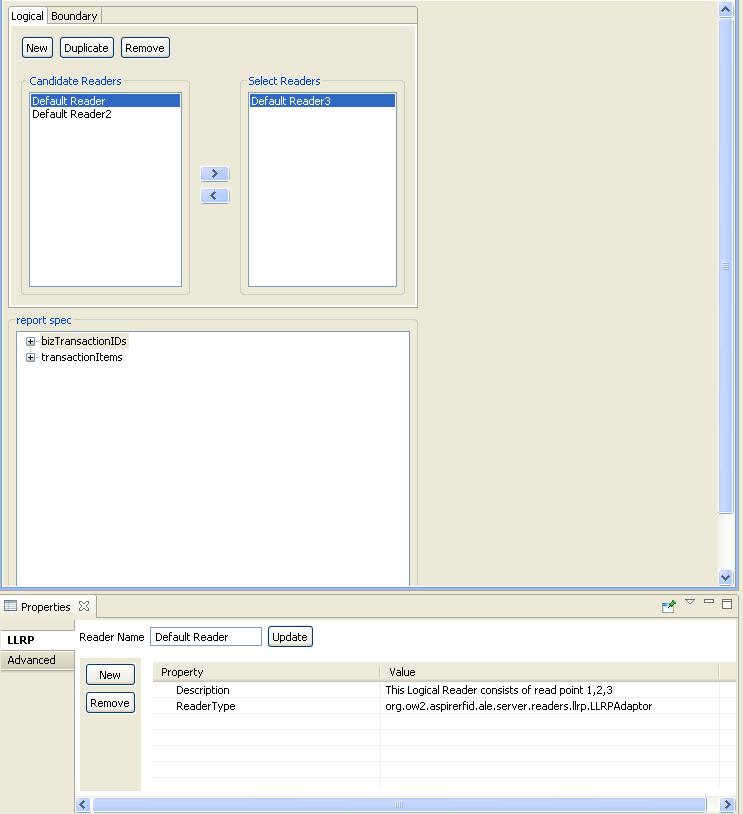 Logical Boundary
New Duplicate Remove
Candidate Readers Select Readers
Default Reader Default Reader3
Default Reader2
report spec
bizTransactionIDs
transactionItems
Properties
LLRP Reader Name Default Reader Update
Advanced
New Property Value
Description This Logical Reader consists of read point 1,2,3
Remove ReaderType org.ow2.aspirerfid.ale.server.readers.llrp.LLRPAdaptor